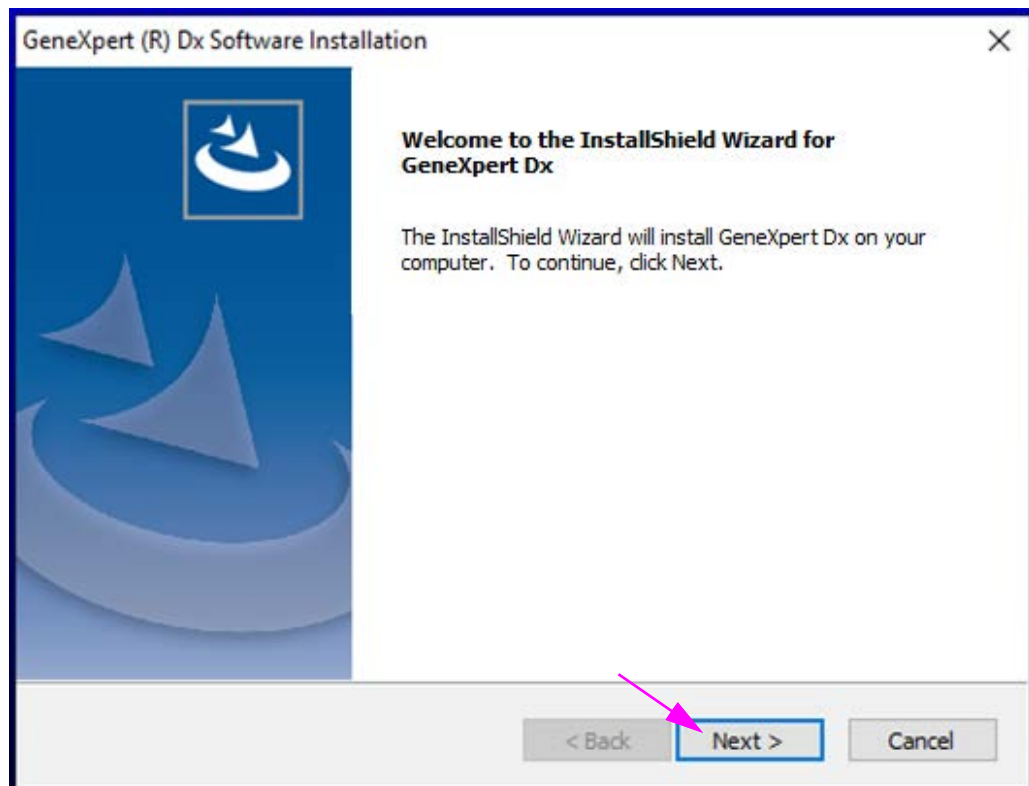 GeneXpert (R) Dx Software Installation
Welcome to the InstallShield Wizard for
GeneXpert Dx
The InstallShield Wizard will install GeneXpert Dx on your
computer.  To continue, click Next.
< Back
Next >
Cancel